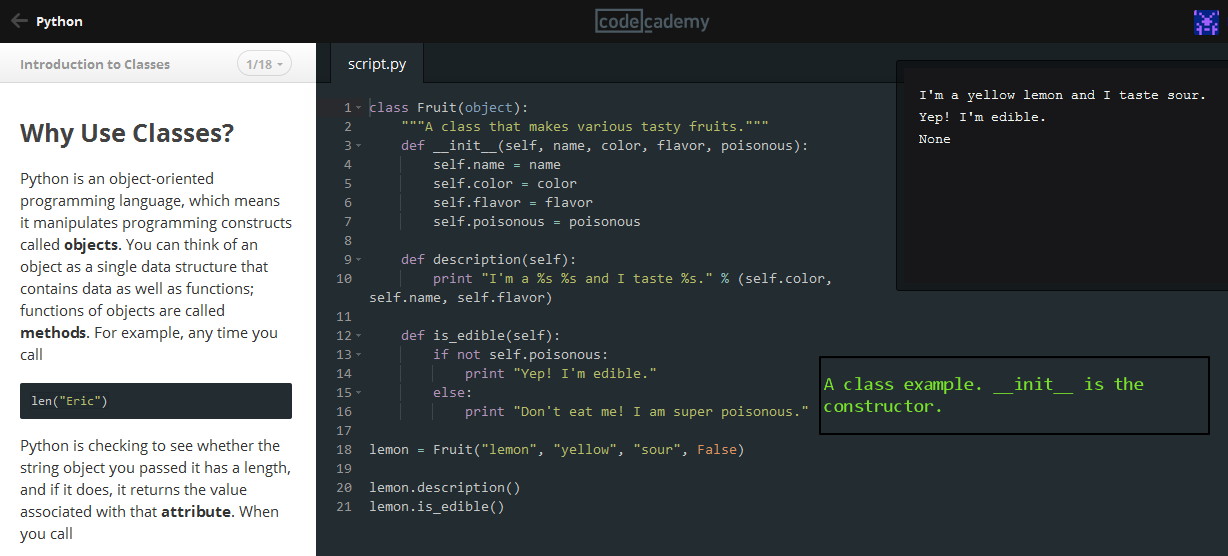 Python
codecademy
Introduction to Classes
1/18
Why Use Classes?
Python is an object-oriented
programming language, which means
it manipulates programming constructs
called objects. You can think of an
object as a single data structure that
contains data as well as functions;
functions of objects are called
methods. For example, any time you
call
len("Eric")
Python is checking to see whether the
string object you passed it has a length,
and if it does, it returns the value
associated with that attribute. When
you call
script.py
1 class Fruit(object):
2     """A class that makes various tasty fruits."""
3     def __init__(self, name, color, flavor, poisonous):
4         self.name = name
5         self.color = color
6         self.flavor = flavor
7         self.poisonous = poisonous
8
9     def description(self):
10         print "I'm a %s %s and I taste %s." % (self.color,
self.name, self.flavor)
11
12     def is_edible(self):
13         if not self.poisonous:
14             print "Yep! I'm edible."
15         else:
16             print "Don't eat me! I am super poisonous."
17
18 lemon = Fruit("lemon", "yellow", "sour", False)
19
20 lemon.description()
21 lemon.is_edible()
I'm a yellow lemon and I taste sour.
Yep! I'm edible.
None
A class example. __init__ is the
constructor.